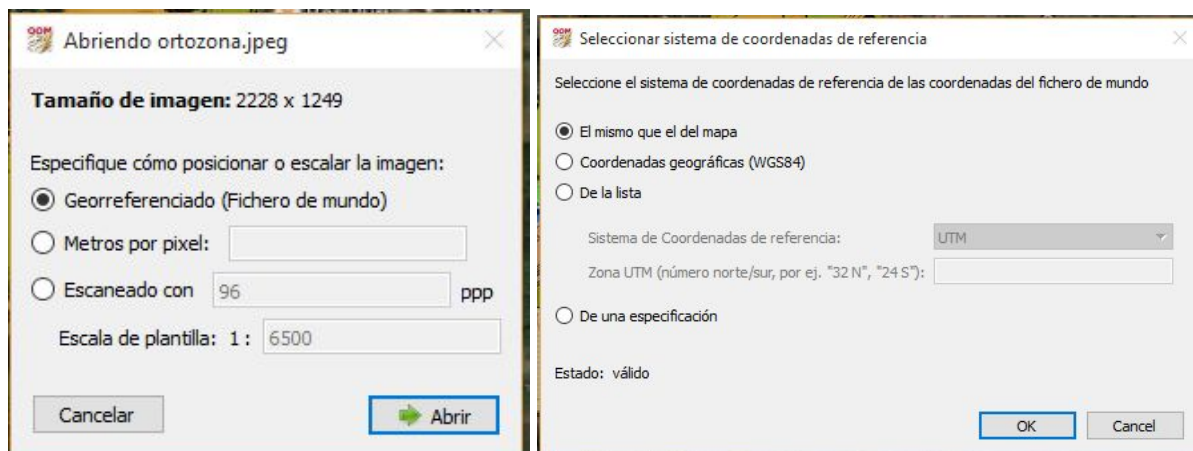 OOM
Abriendo ortozona.jpeg
Tamaño de imagen: 2228 x 1249
Especifique cómo posicionar o escalar la imagen:
Georreferenciado (Fichero de mundo)
Metros por pixel:
Escaneado con 96 ppp
Escala de plantilla: 1 : 6500
Cancelar
Abrir
OOM
Seleccionar sistema de coordenadas de referencia
Seleccione el sistema de coordenadas de referencia de las coordenadas del fichero de mundo
El mismo que el del mapa
Coordenadas geográficas (WGS84)
De la lista
Sistema de Coordenadas de referencia: UTM
Zona UTM (número norte/sur, por ej. "32 N", "24 S"):
De una especificación
Estado: válido
OK
Cancel